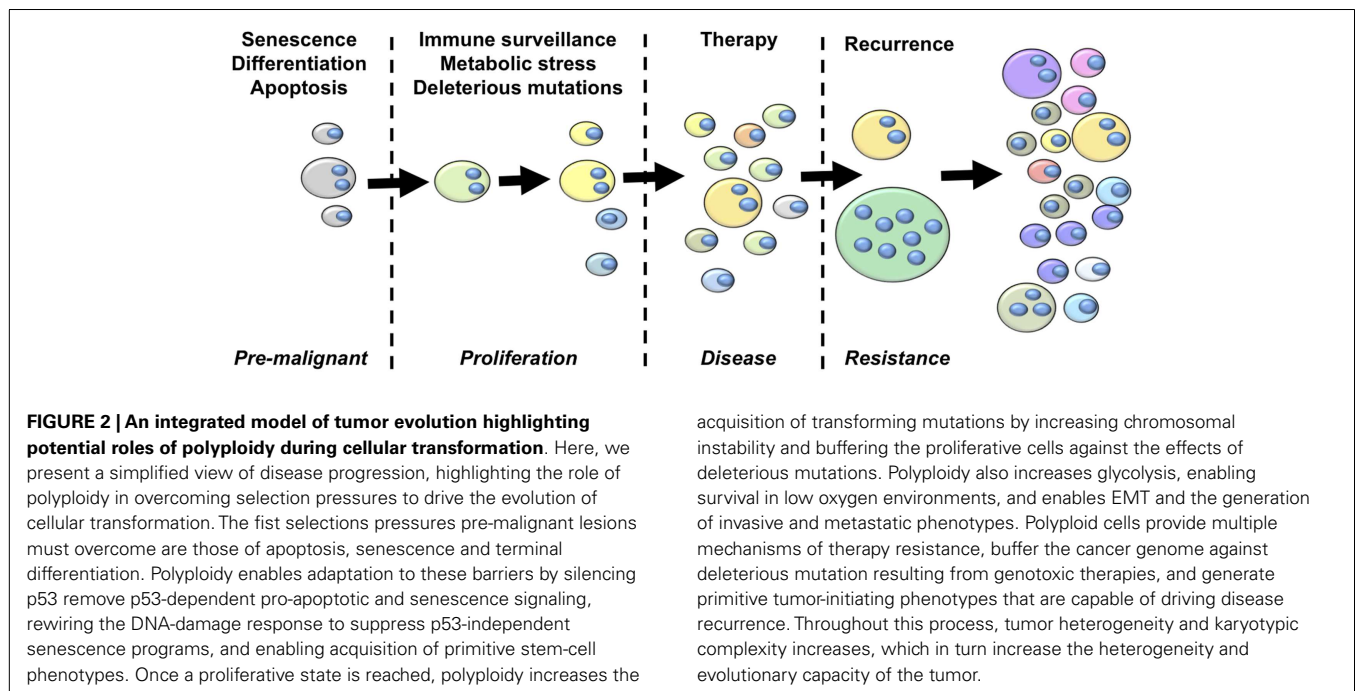 Senescence
Differentiation
Apoptosis
Immune surveillance
Metabolic stress
Deleterious mutations
Therapy
Recurrence
Pre-malignant
Proliferation
Disease
Resistance
FIGURE 2 | An integrated model of tumor evolution highlighting
potential roles of polyploidy during cellular transformation. Here, we
present a simplified view of disease progression, highlighting the role of
polyploidy in overcoming selection pressures to drive the evolution of
cellular transformation. The fist selections pressures pre-malignant lesions
must overcome are those of apoptosis, senescence and terminal
differentiation. Polyploidy enables adaptation to these barriers by silencing
p53 remove p53-dependent pro-apoptotic and senescence signaling,
rewiring the DNA-damage response to suppress p53-independent
senescence programs, and enabling acquisition of primitive stem-cell
phenotypes. Once a proliferative state is reached, polyploidy increases the
acquisition of transforming mutations by increasing chromosomal
instability and buffering the proliferative cells against the effects of
deleterious mutations. Polyploidy also increases glycolysis, enabling
survival in low oxygen environments, and enables EMT and the generation
of invasive and metastatic phenotypes. Polyploid cells provide multiple
mechanisms of therapy resistance, buffer the cancer genome against
deleterious mutation resulting from genotoxic therapies, and generate
primitive tumor-initiating phenotypes that are capable of driving disease
recurrence. Throughout this process, tumor heterogeneity and karyotypic
complexity increases, which in turn increase the heterogeneity and
evolutionary capacity of the tumor.